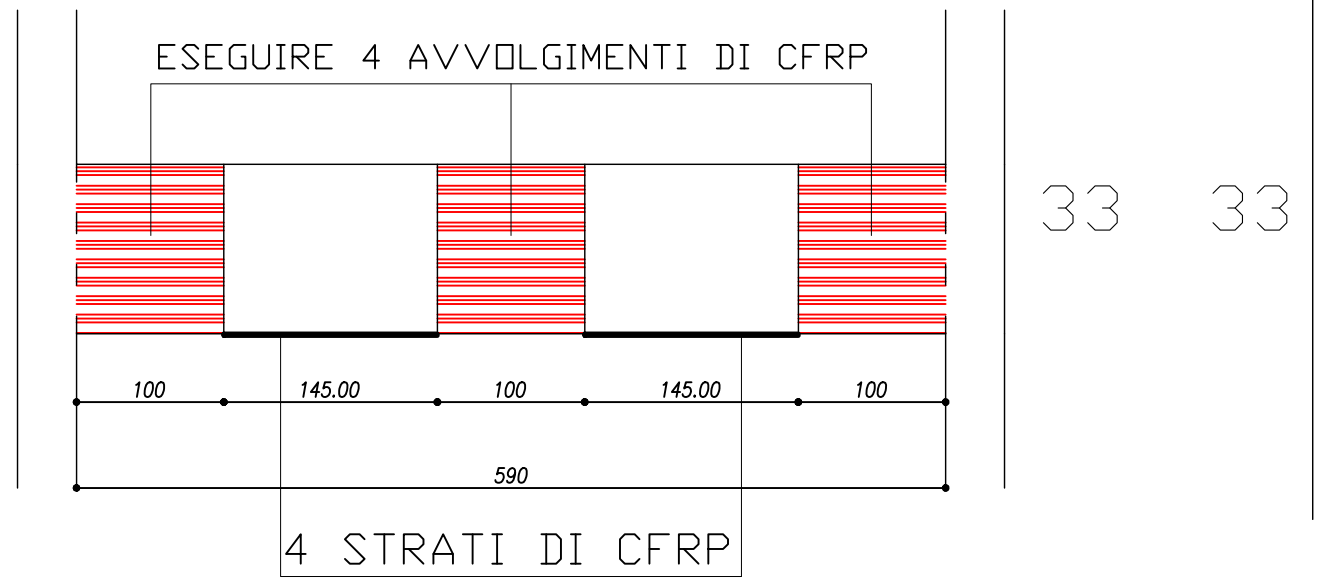 ESEGUIRE 4 AVVOLGIMENTI DI CFRP
33 33
100 145.00 100 145.00 100
590
4 STRATI DI CFRP